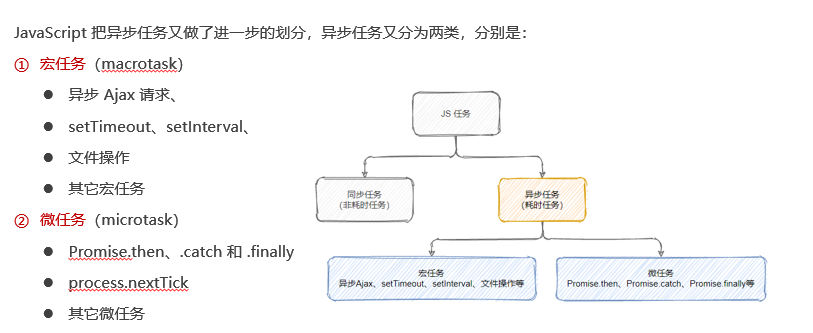 JavaScript 把异步任务又做了进一步的划分，异步任务又分为两类，分别是：
① 宏任务（macrotask）
● 异步 Ajax 请求、
● setTimeout、setInterval、
● 文件操作
● 其它宏任务
② 微任务（microtask）
● Promise.then、.catch 和 .finally
● process.nextTick
● 其它微任务
JS 任务
同步任务
（非耗时任务）
异步任务
（耗时任务）
宏任务
异步Ajax、setTimeout、setInterval、文件操作等
微任务
Promise.then、Promise.catch、Promise.finally等